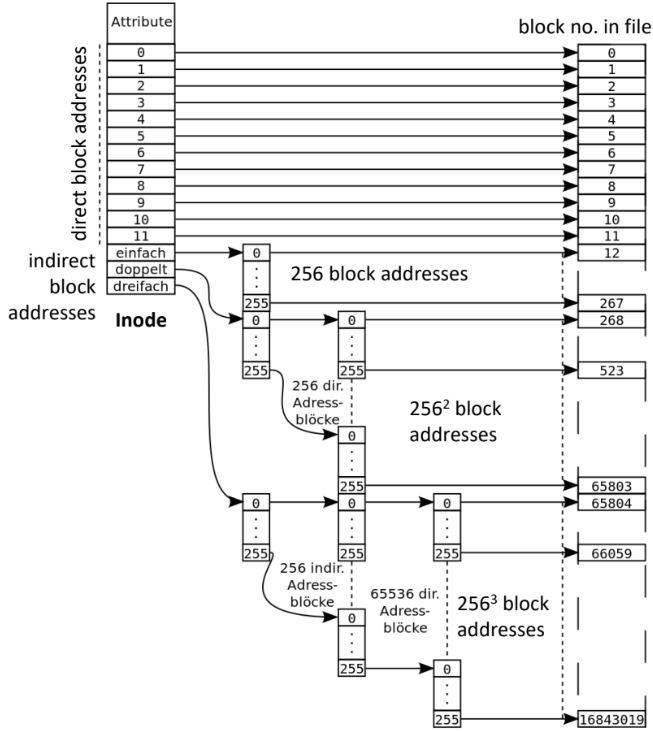 Attribute
block no. in file
direct block addresses
0 0
1 1
2 2
3 3
4 4
5 5
6 6
7 7
8 8
9 9
10 10
11 11
einfach 0 12
doppelt
dreifach
indirect
block
addresses
Inode
256 block addresses
255 267
0 0 268
255 255 523
256 dir.
Adress-
blöcke
256² block
addresses
0
255 65803
0 0 0 65804
255 255 255 66059
256 indir.
Adress-
blöcke
65536 dir.
Adress-
blöcke
256³ block
addresses
0
255 0
255 16843019